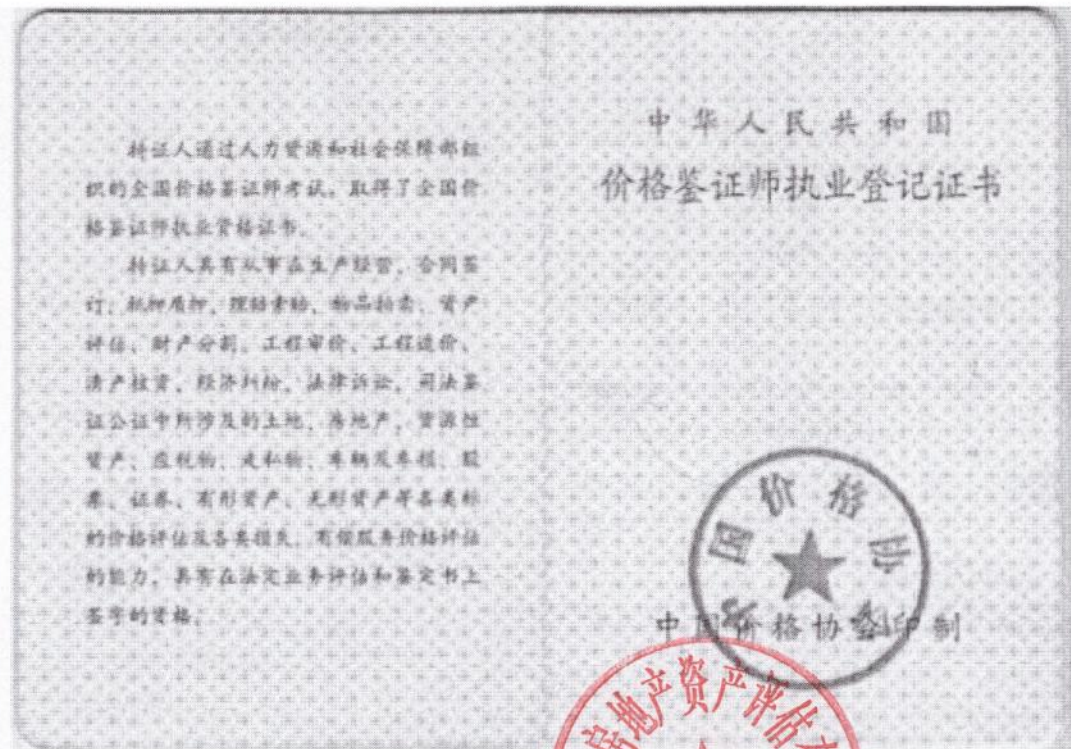 持证人通过人力资源和社会保障部组
织的全国价格鉴证师考试，取得了全国价
格鉴证师执业资格证书。
持证人具有从事在生产经营、合同签
订、抵押质押、理赔索赔、物品拍卖、资产
评估、财产分割、工程审价、工程造价、
清产核资、经济纠纷、法律诉讼、司法鉴
证公证中所涉及的土地、房地产、资源性
资产、应税物、走私物、车辆及车损、股
票、证券、有形资产、无形资产等各类标
的价格评估及各类损失、有偿服务价格评估
的能力，具有在法定业务评估和鉴定书上
签字的资格。
中华人民共和国
价格鉴证师执业登记证书
中国价格协会
中国价格协会印制
房地产资产评估